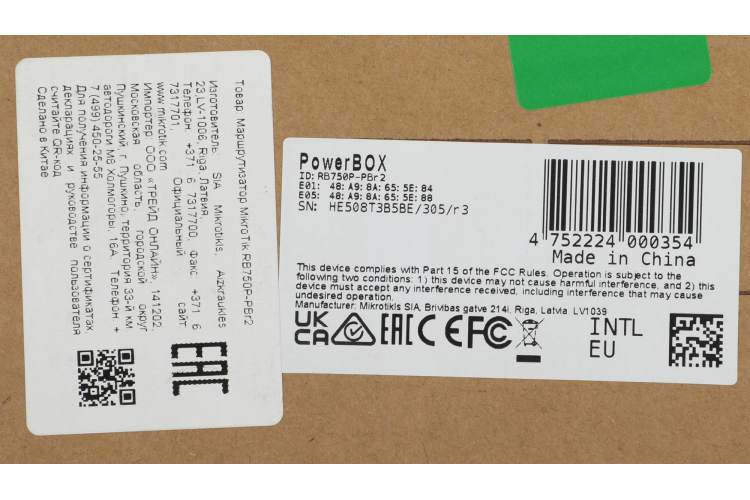 Товар: Маршрутизатор MikroTik RB750P-PBr2
Изготовитель: SIA Mikrotikls, Aizkraukles
23,LV-1006, Riga, Латвия,
Телефон +371 6 7317700, Факс +371 6
7317701, Официальный сайт
www.mikrotik.com
Импортер ООО «ТРЕЙД ОНЛАЙН» 141202,
Московская область, городской округ
Пушкинский, г. Пушкино, территория 33-й км
автодороги М8 Холмогоры, 16А. Телефон: +
7 (499) 450-25-55
Для получения информации о сертификатах,
декларациях и руководстве пользователя
считайте QR-код
Сделано в Китае
EAC
PowerBOX
ID: RB750P-PBr2
E01: 48: A9: 8A: 65: 5E: 84
E05: 48: A9: 8A: 65: 5E: 88
SN: HE508T3B5BE/305/r3
4 752224 000354
Made in China
This device complies with Part 15 of the FCC Rules. Operation is subject to the
following two conditions: 1) this device may not cause harmful interference, and 2) this
device must accept any interference received, including interference that may cause
undesired operation.
Manufacturer: Mikrotikls SIA, Brivibas gatve 214i, Riga, Latvia, LV1039
UK
CA
EAC CE FC
INTL
EU